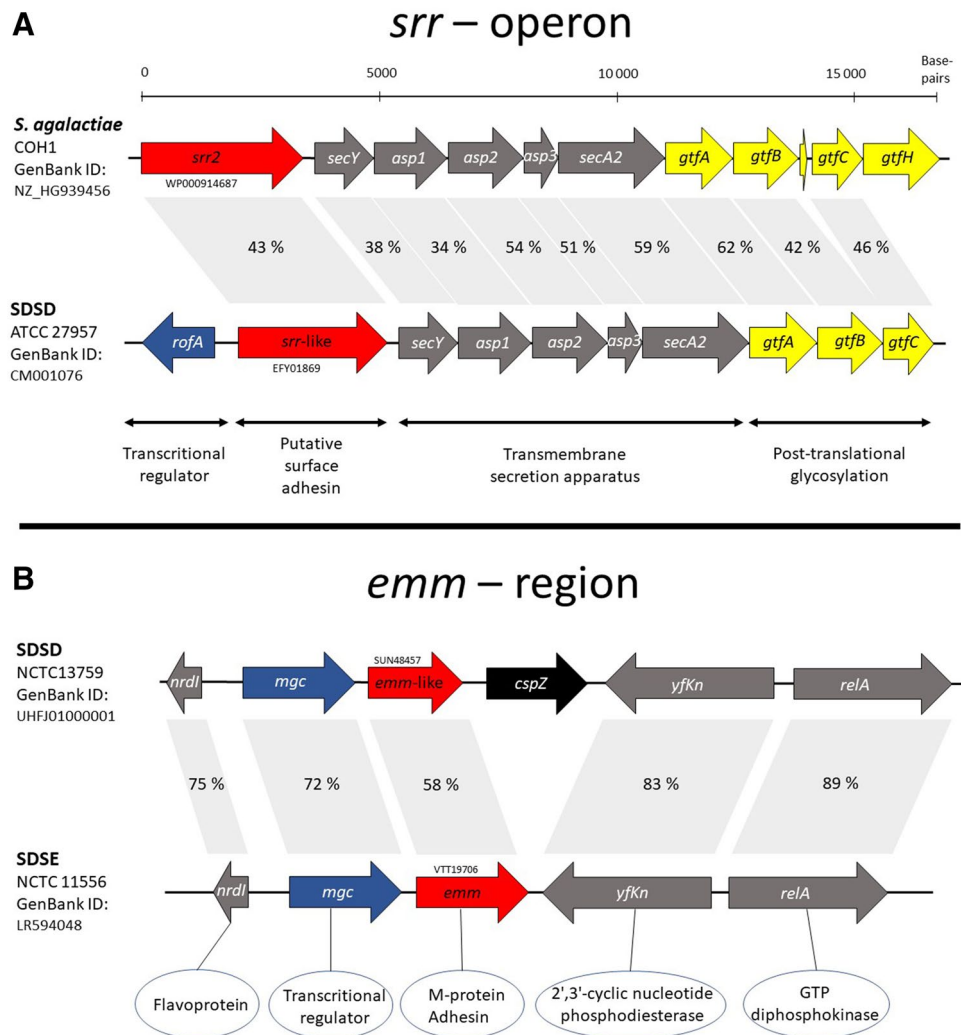 A
srr – operon
0
5000
10 000
15 000
Base-
pairs
S. agalactiae
COH1
GenBank ID:
NZ_HG939456
srr2
secY
asp1
asp2
asp3
secA2
gtfA
gtfB
gtfC
gtfH
WP000914687
43 %
38 %
34 %
54 %
51 %
59 %
62 %
42 %
46 %
SDSD
ATCC 27957
GenBank ID:
CM001076
rofA
srr-like
secY
asp1
asp2
asp3
secA2
gtfA
gtfB
gtfC
EFY01869
Transcritional
regulator
Putative
surface
adhesin
Transmembrane
secretion apparatus
Post-translational
glycosylation
B
emm – region
SDSD
NCTC13759
GenBank ID:
UHFJ01000001
SUN48457
nrdI
mgc
emm-like
cspZ
yfKn
relA
75 %
72 %
58 %
83 %
89 %
SDSE
NCTC 11556
GenBank ID:
LR594048
VTT19706
nrdI
mgc
emm
yfKn
relA
Flavoprotein
Transcritional
regulator
M-protein
Adhesin
2',3'-cyclic nucleotide
phosphodiesterase
GTP
diphosphokinase